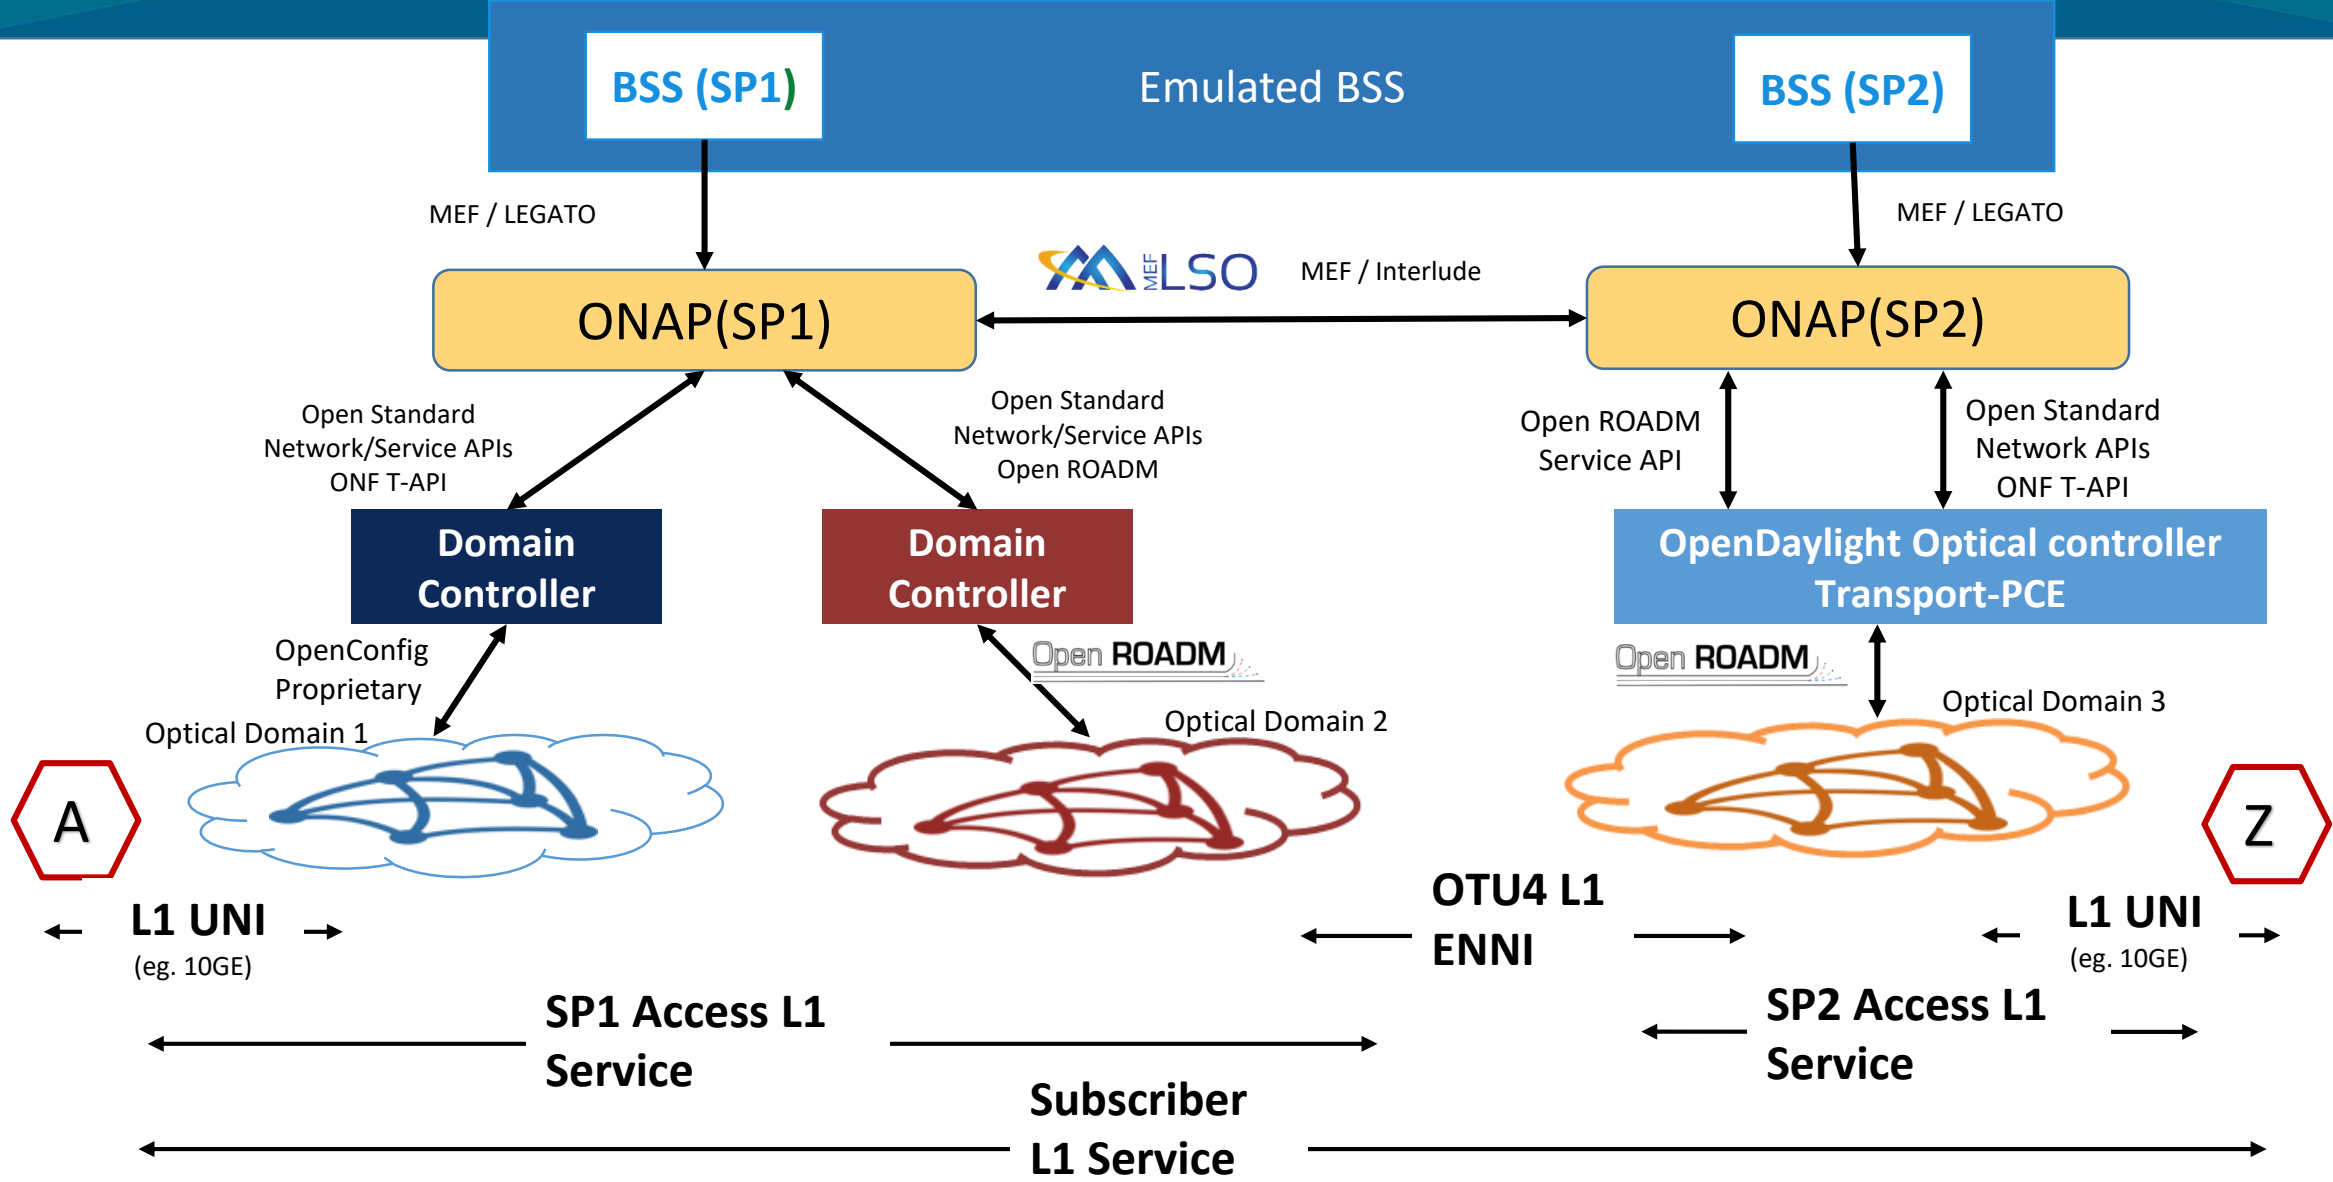 BSS (SP1)
Emulated BSS
BSS (SP2)
MEF / LEGATO
MEF / LEGATO
MEF LSO
MEF / Interlude
ONAP(SP1)
ONAP(SP2)
Open Standard
Network/Service APIs
ONF T-API
Open Standard
Network/Service APIs
Open ROADM
Open ROADM
Service API
Open Standard
Network APIs
ONF T-API
Domain
Controller
Domain
Controller
OpenDaylight Optical controller
Transport-PCE
OpenConfig
Proprietary
Open ROADM
Open ROADM
Optical Domain 1
Optical Domain 2
Optical Domain 3
A
Z
L1 UNI
(eg. 10GE)
OTU4 L1
ENNI
L1 UNI
(eg. 10GE)
SP1 Access L1
Service
SP2 Access L1
Service
Subscriber
L1 Service